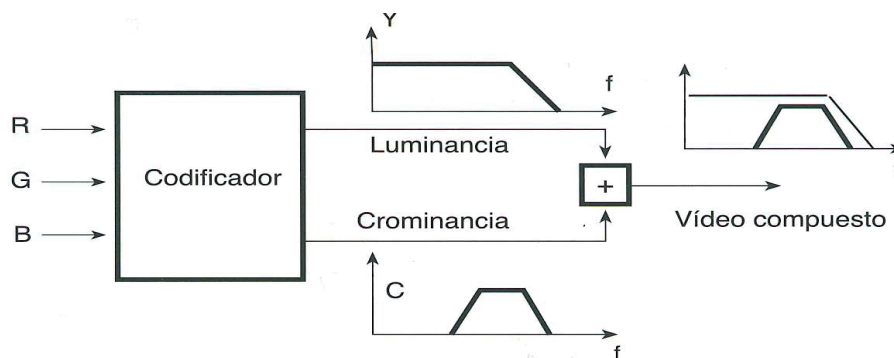 Y
f
R
Luminancia
G
Codificador
+
B
Crominancia
Vídeo compuesto
C
f